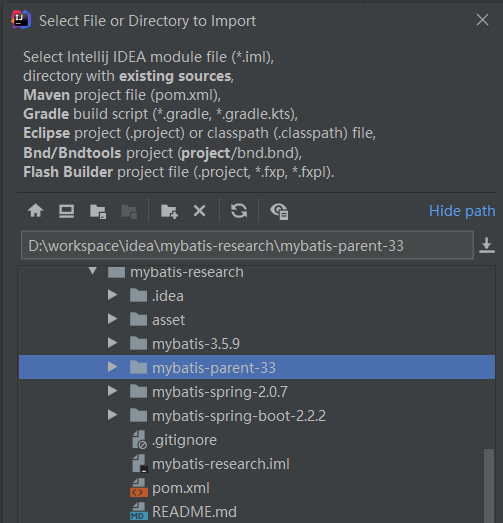 Select File or Directory to Import
Select Intellij IDEA module file (*.iml),
directory with existing sources,
Maven project file (pom.xml),
Gradle build script (*.gradle, *.gradle.kts),
Eclipse project (.project) or classpath (.classpath) file,
Bnd/Bndtools project (project/bnd.bnd),
Flash Builder project file (.project, *.fxp, *.fxpl).
Hide path
D:\workspace\idea\mybatis-research\mybatis-parent-33
mybatis-research
.idea
asset
mybatis-3.5.9
mybatis-parent-33
mybatis-spring-2.0.7
mybatis-spring-boot-2.2.2
.gitignore
mybatis-research.iml
pom.xml
README.md